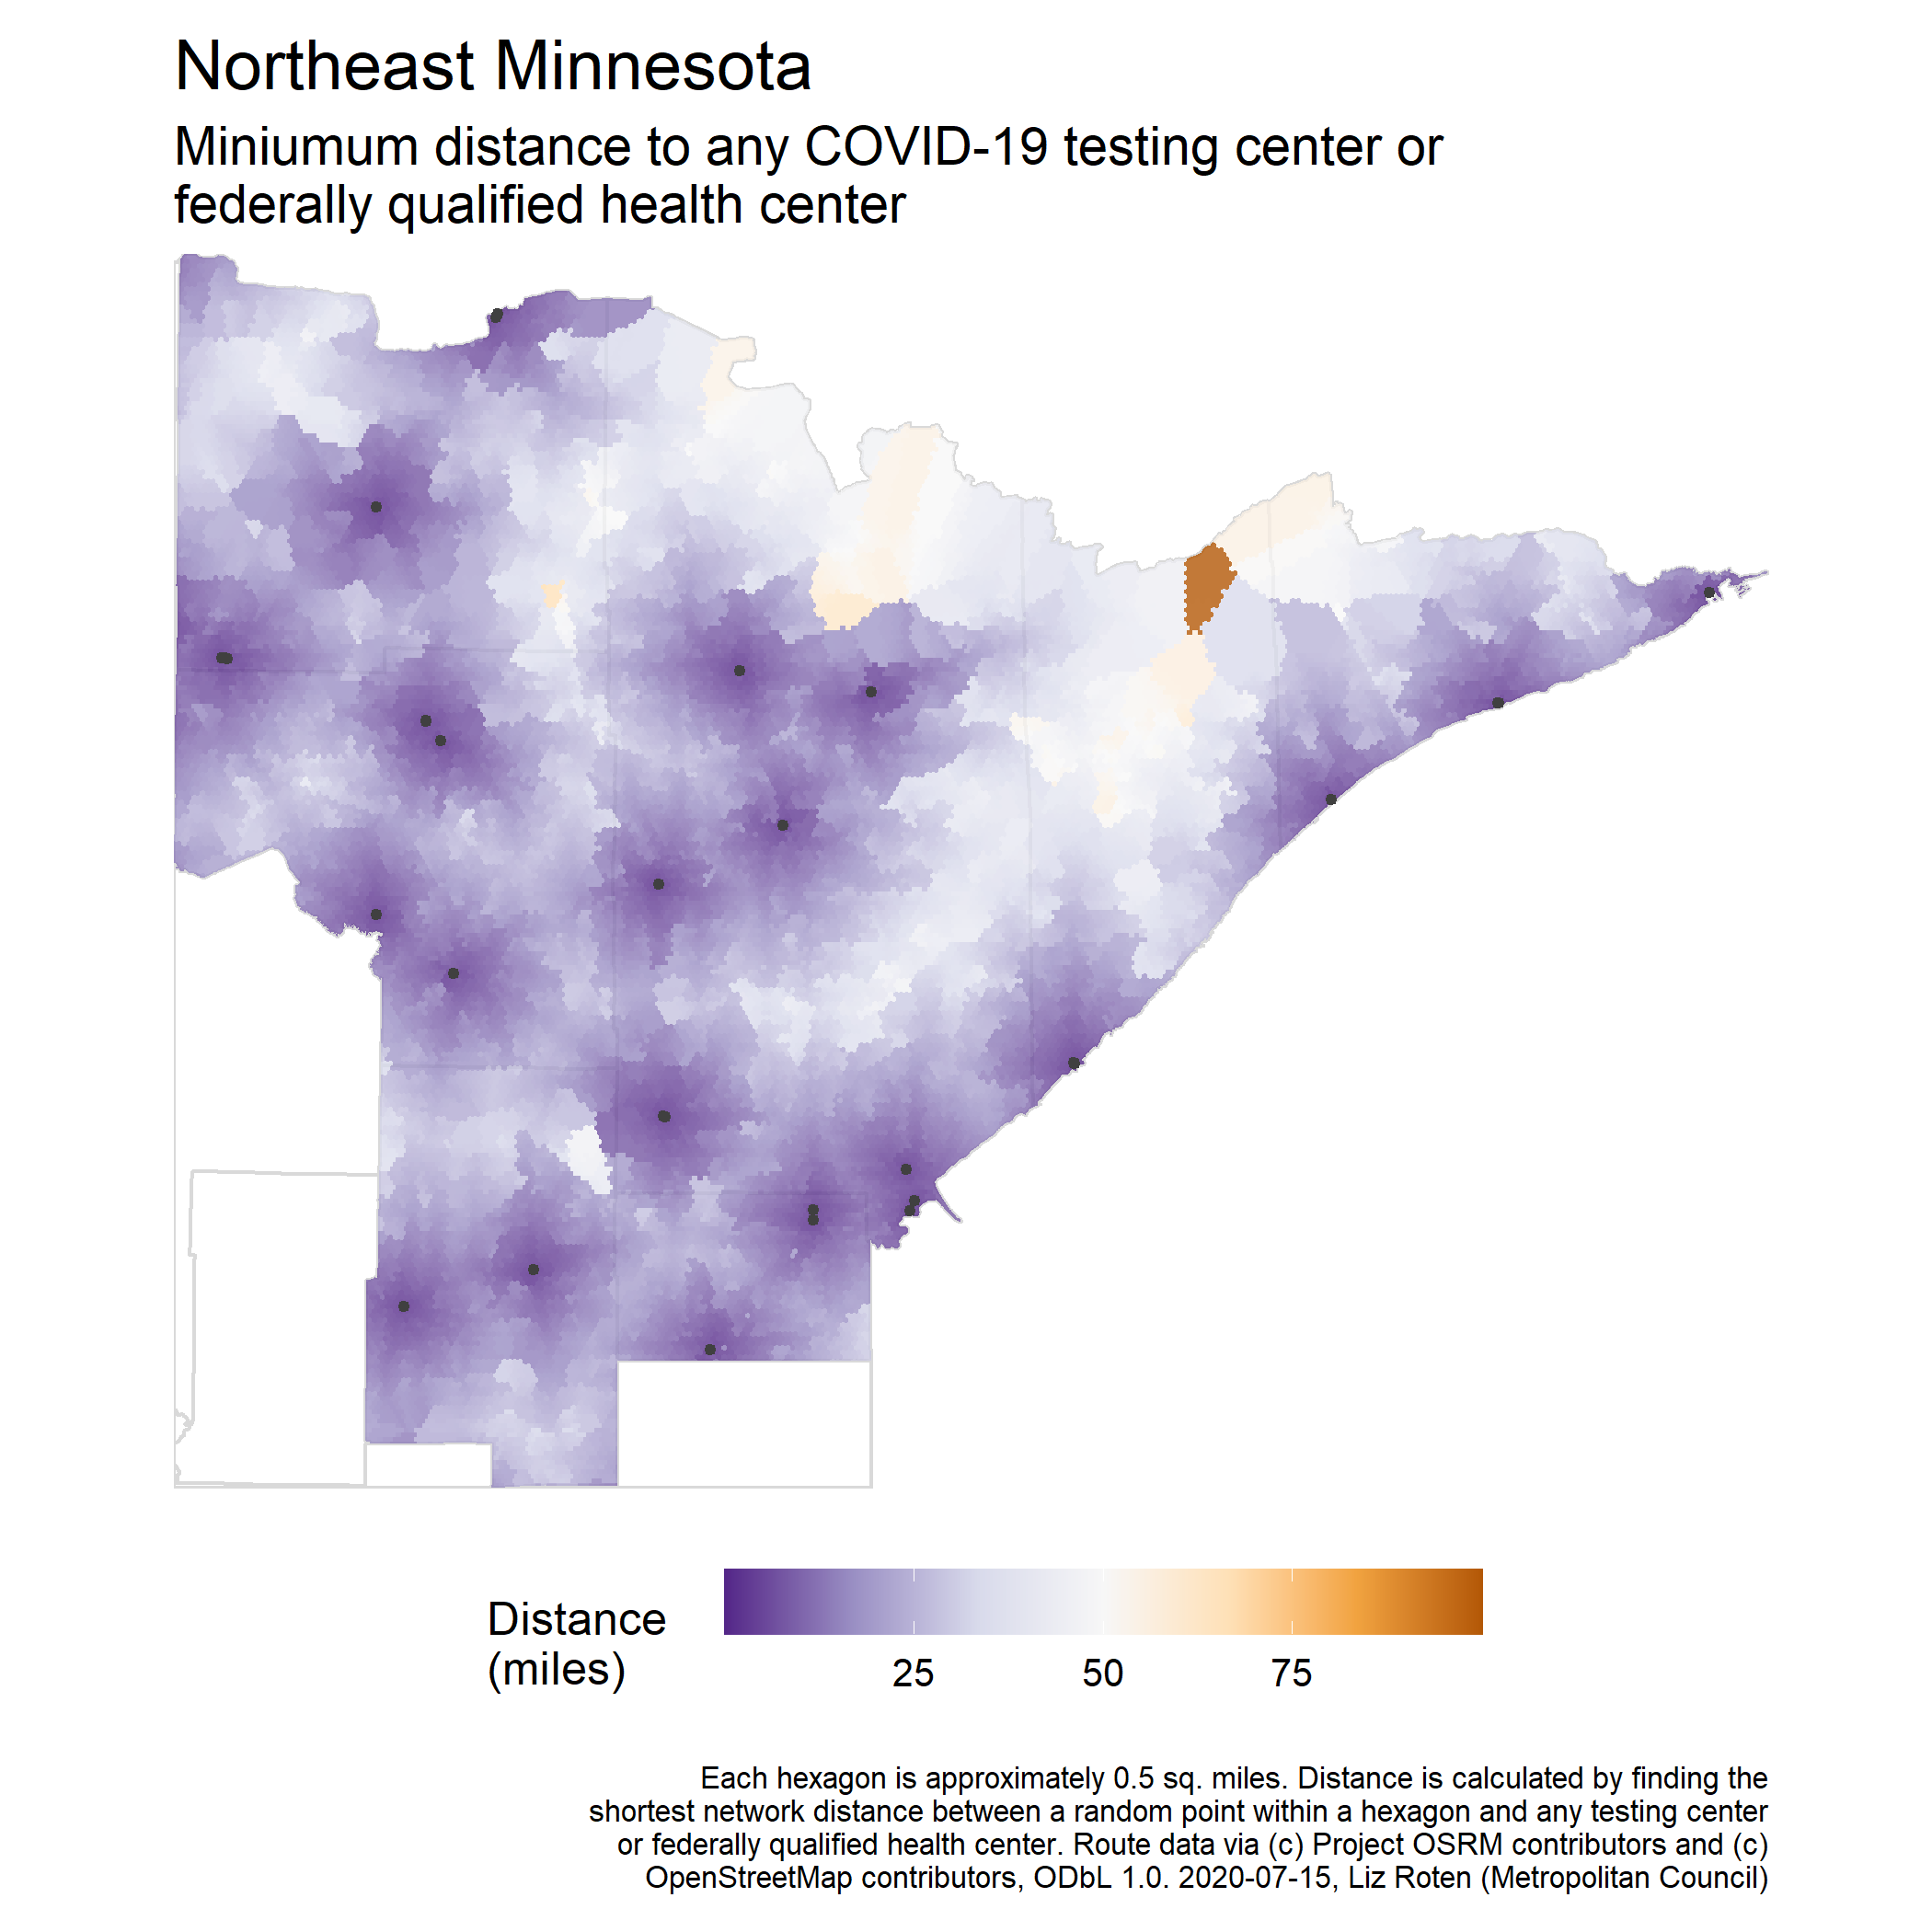 Northeast Minnesota
Miniumum distance to any COVID-19 testing center or
federally qualified health center
Distance
(miles)
25 50 75
Each hexagon is approximately 0.5 sq. miles. Distance is calculated by finding the
shortest network distance between a random point within a hexagon and any testing center
or federally qualified health center. Route data via (c) Project OSRM contributors and (c)
OpenStreetMap contributors, ODbL 1.0. 2020-07-15, Liz Roten (Metropolitan Council)